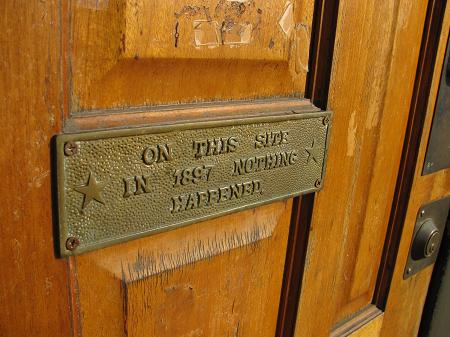 ON THIS SITE
IN 1897 NOTHING
HAPPENED.